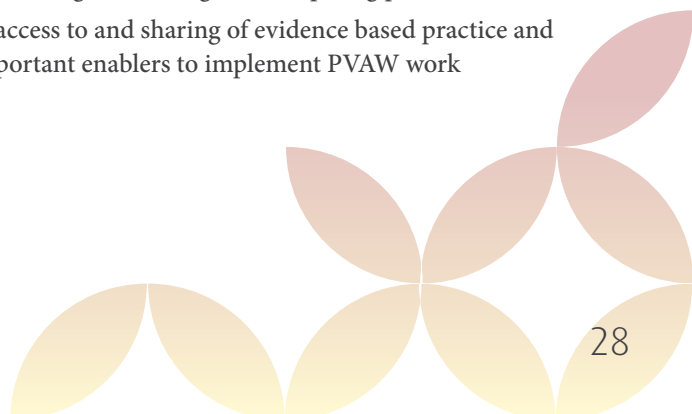 access to and sharing of evidence based practice and
portant enablers to implement PVAW work
28